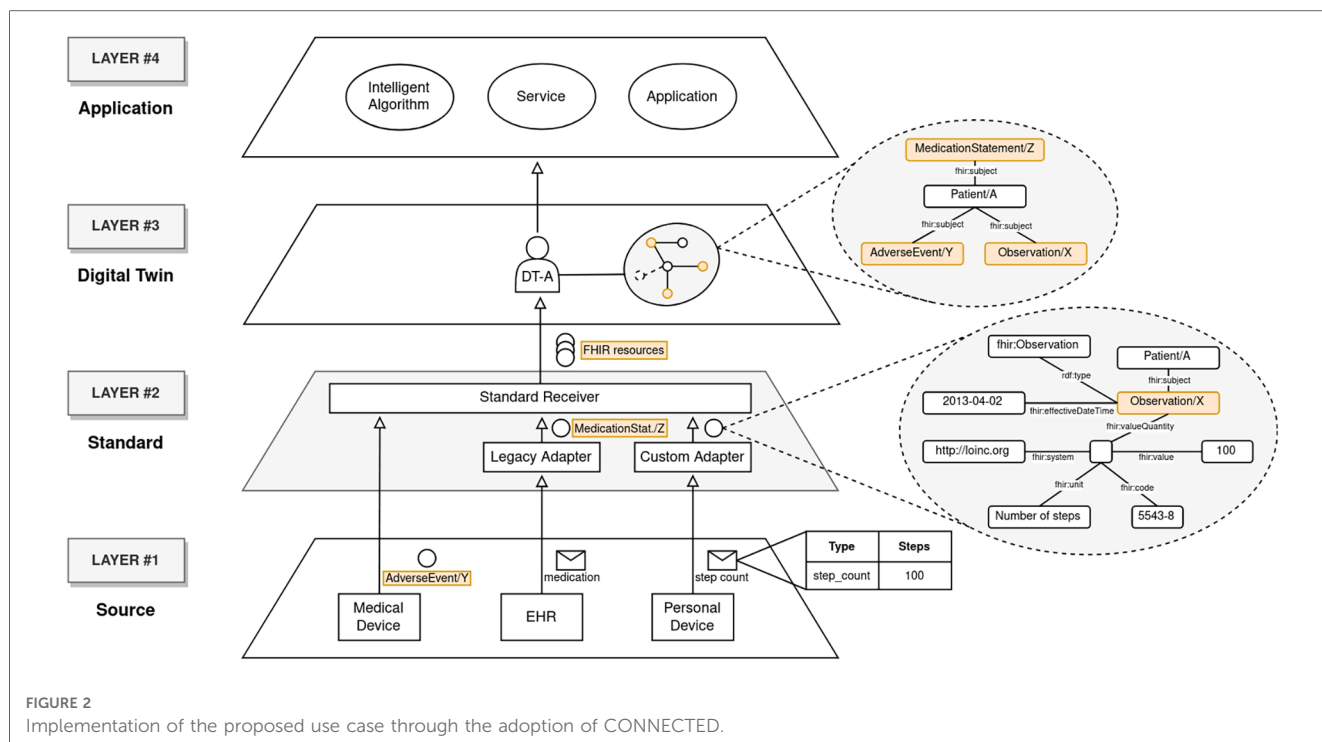 LAYER #4
Application
Intelligent
Algorithm
Service
Application
LAYER #3
Digital Twin
DT-A
MedicationStatement/Z
fhir:subject
Patient/A
fhir:subject
fhir:subject
AdverseEvent/Y
Observation/X
FHIR resources
LAYER #2
Standard
Standard Receiver
MedicationStat./Z
Legacy Adapter
Custom Adapter
fhir:Observation
Patient/A
rdf:type
fhir:subject
2013-04-02
Observation/X
fhir:effectiveDateTime
fhir:valueQuantity
http://loinc.org
fhir:system
fhir:value
100
fhir:unit
fhir:code
Number of steps
5543-8
LAYER #1
Source
AdverseEvent/Y
medication
step count
Type
Steps
step_count
100
Medical
Device
EHR
Personal
Device
FIGURE 2
Implementation of the proposed use case through the adoption of CONNECTED.